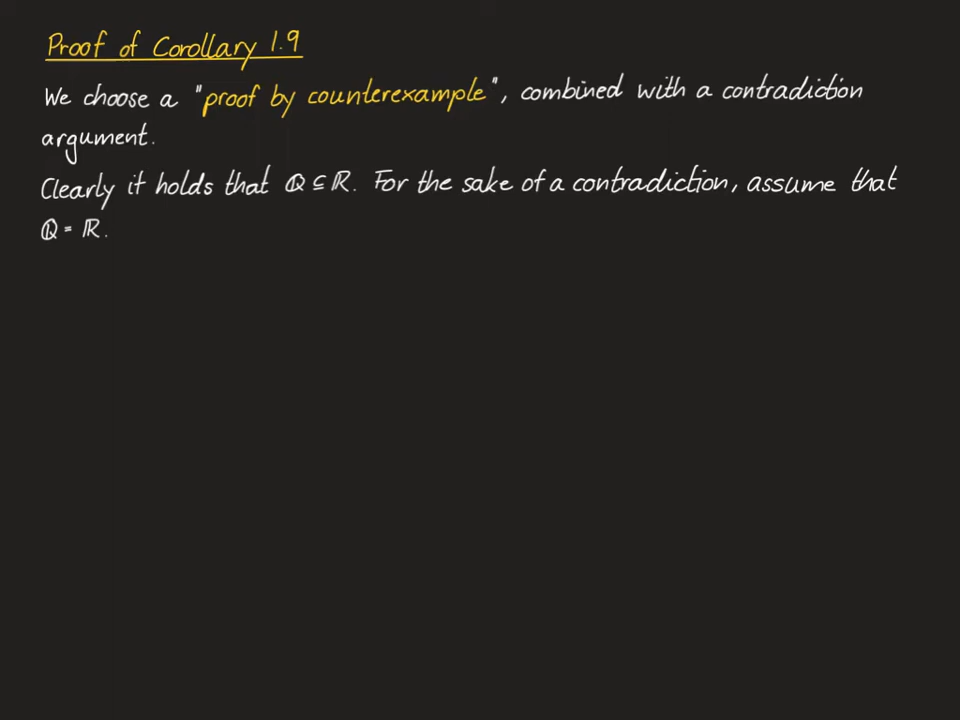 Proof of Corollary 1.9
We choose a "proof by counterexample", combined with a contradiction
argument.
Clearly it holds that ℚ ⊆ ℝ. For the sake of a contradiction, assume that
ℚ = ℝ.